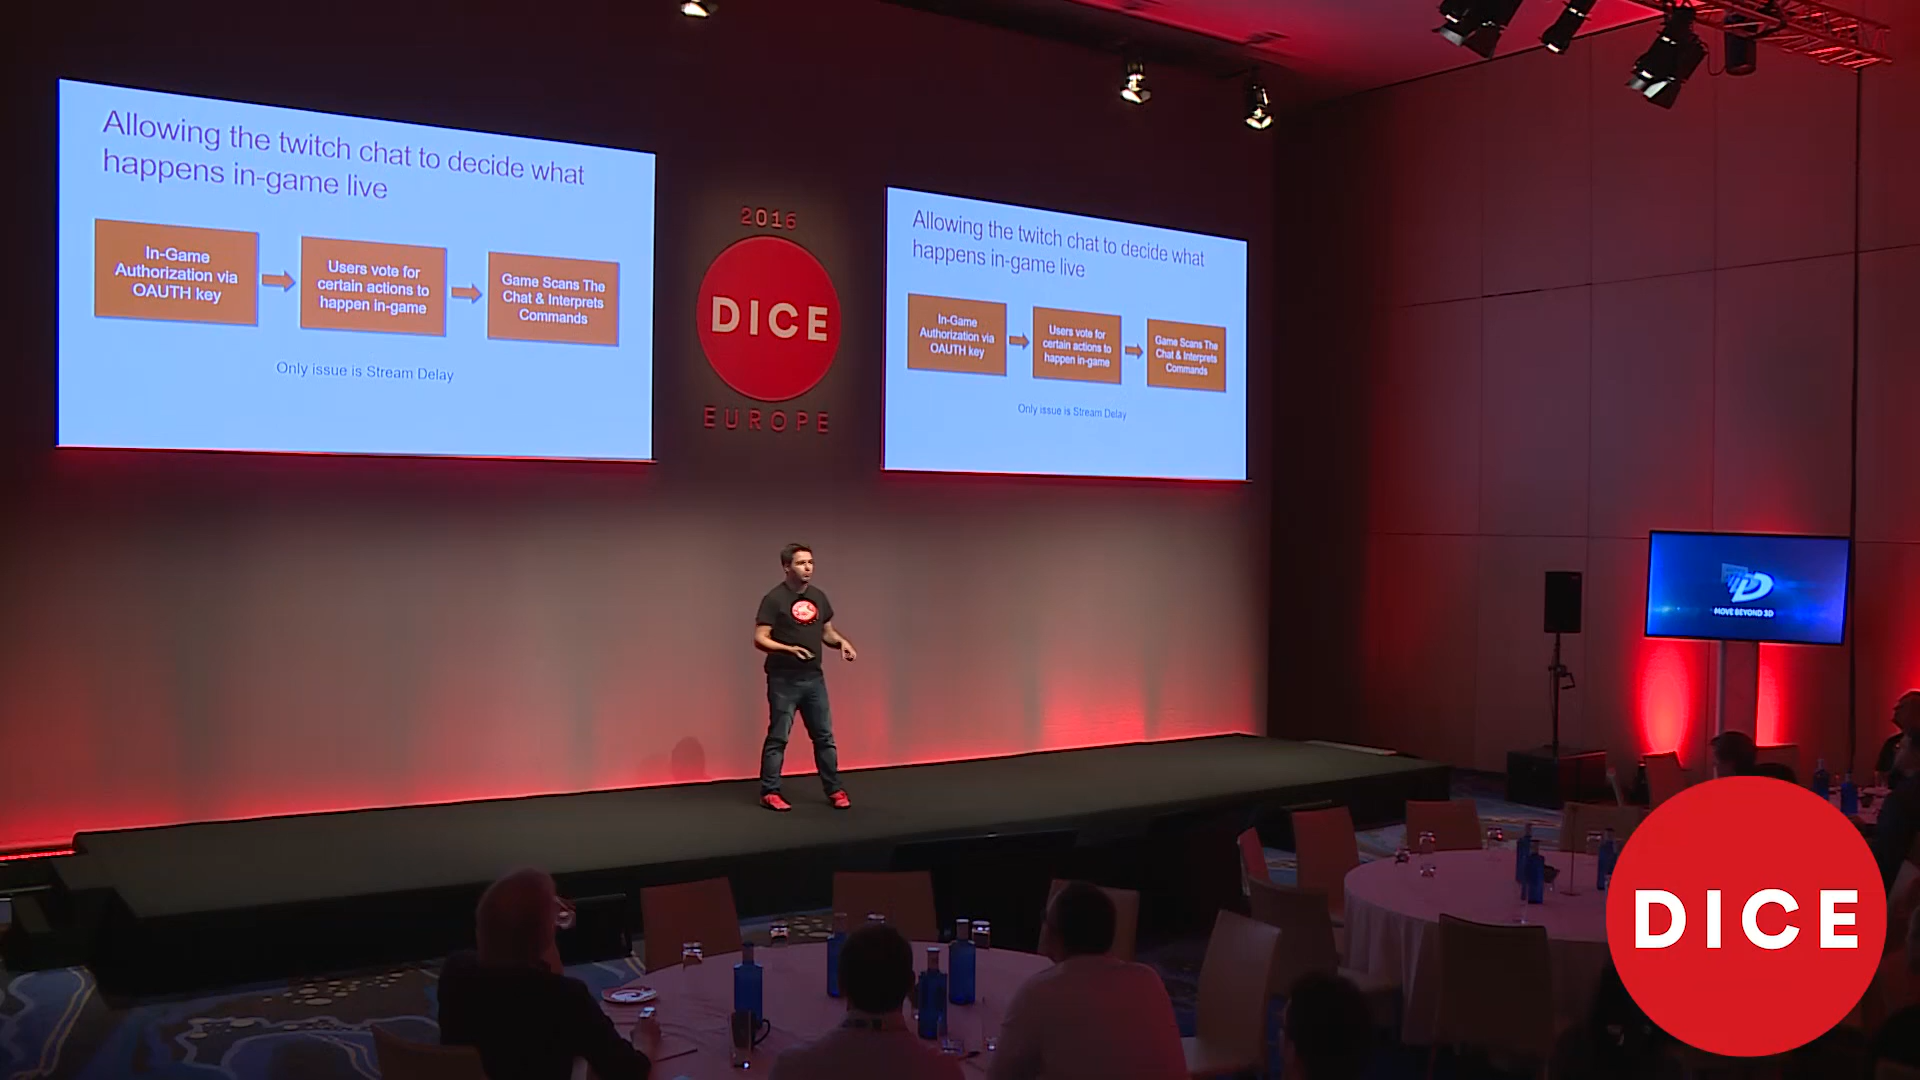 Allowing the twitch chat to decide what
happens in-game live
In-Game
Authorization via
OAUTH key
Users vote for
certain actions to
happen in-game
Game Scans The
Chat & Interprets
Commands
Only issue is Stream Delay
2016
DICE
EUROPE
Allowing the twitch chat to decide what
happens in-game live
In-Game
Authorization via
OAUTH key
Users vote for
certain actions to
happen in-game
Game Scans The
Chat & Interprets
Commands
Only issue is Stream Delay
MOVE BEYOND 3D
DICE